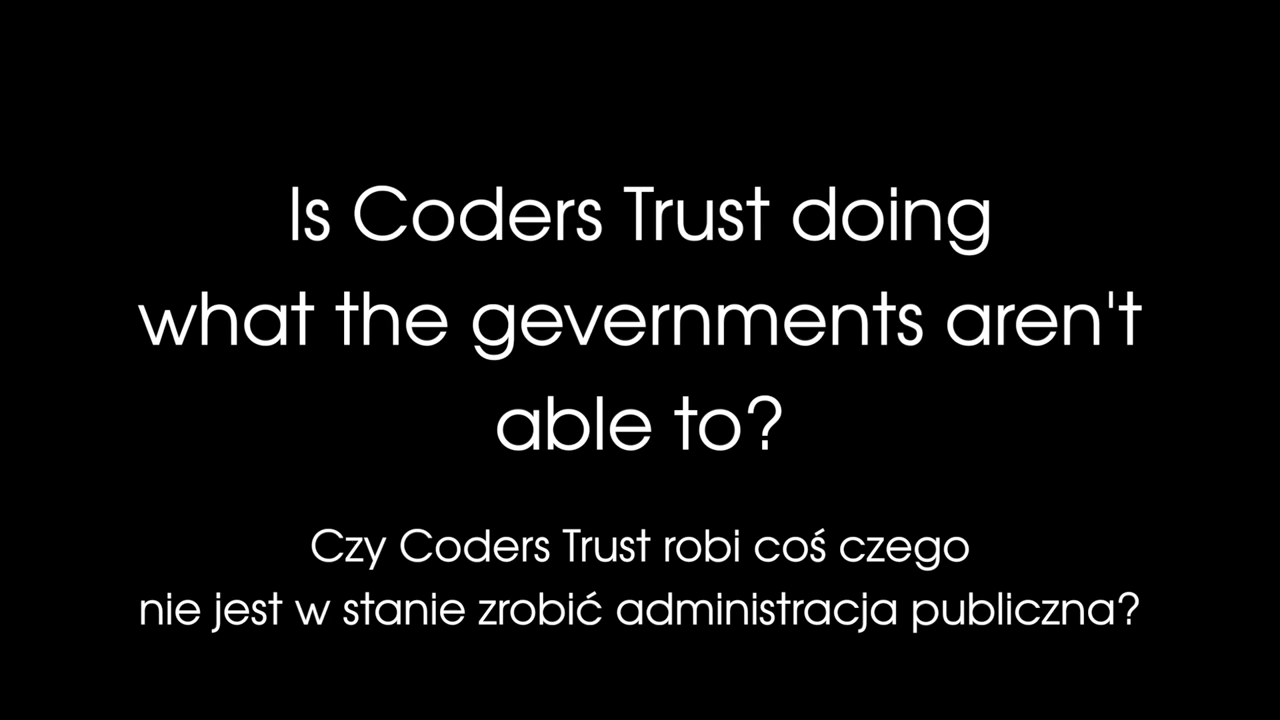 Is Coders Trust doing
what the gevernments aren't
able to?
Czy Coders Trust robi coś czego
nie jest w stanie zrobić administracja publiczna?